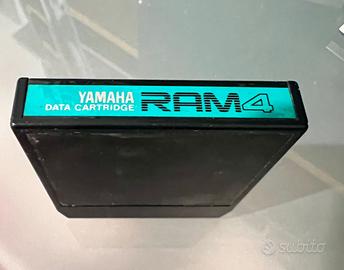 YAMAHA
DATA CARTRIDGE
RAM4
subito